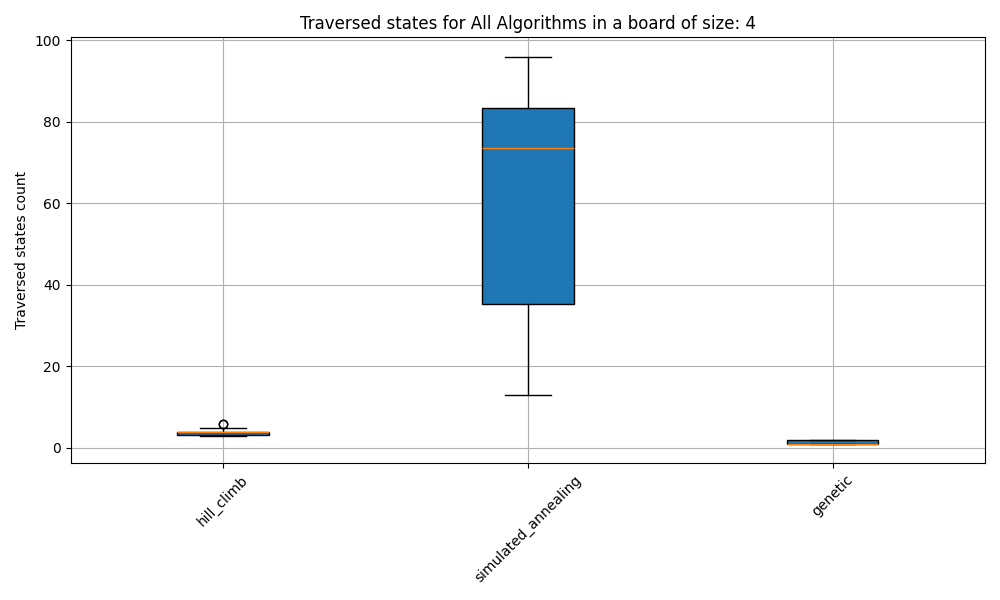 Traversed states for All Algorithms in a board of size: 4
Traversed states count
100
80
60
40
20
0
hill_climb
simulated_annealing
genetic